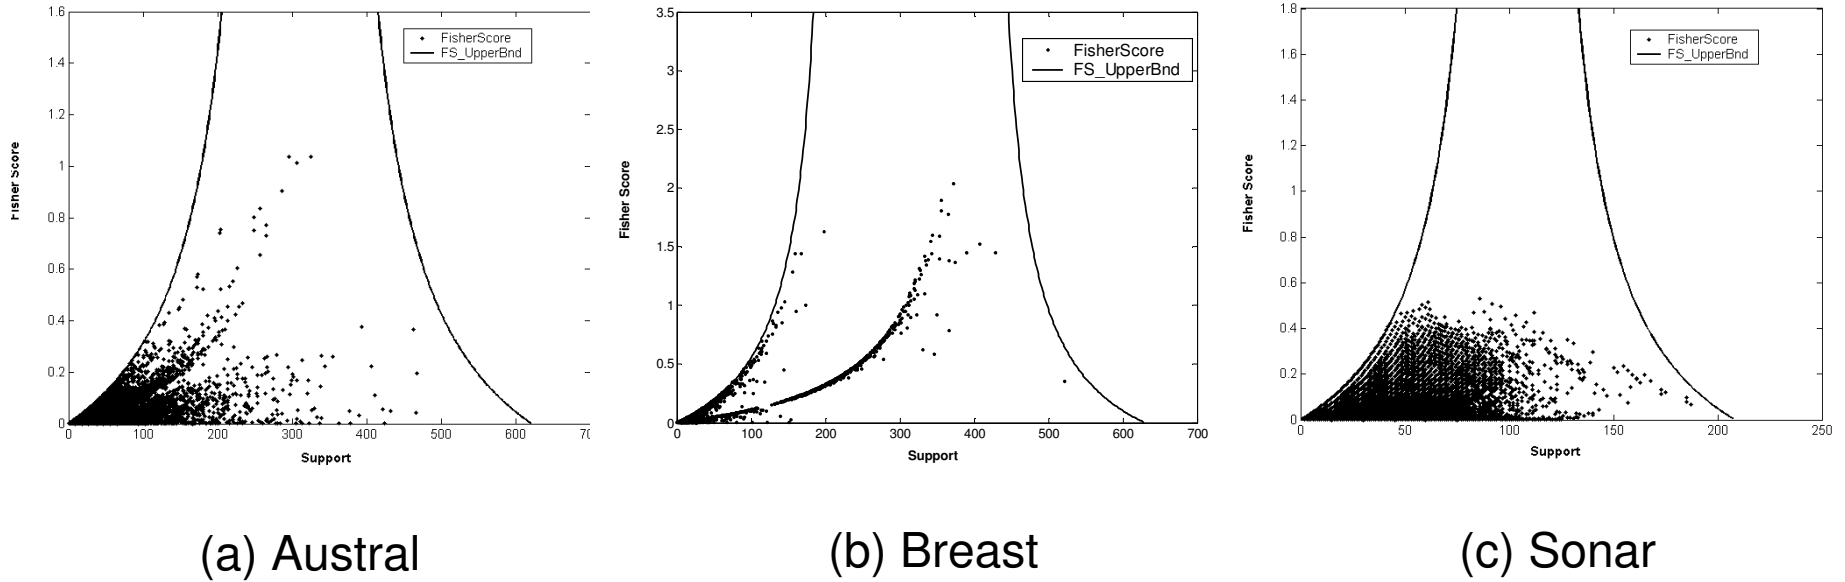 1.6
1.4
1.2
1
0.8
0.6
0.4
0.2
0
Fisher Score
FisherScore
FS_UpperBnd
0 100 200 300 400 500 600 70
Support
(a) Austral
3.5
3
2.5
2
1.5
1
0.5
0
Fisher Score
FisherScore
FS_UpperBnd
0 100 200 300 400 500 600 700
Support
(b) Breast
1.8
1.6
1.4
1.2
1
0.8
0.6
0.4
0.2
0
Fisher Score
FisherScore
FS_UpperBnd
0 50 100 150 200 250
Support
(c) Sonar